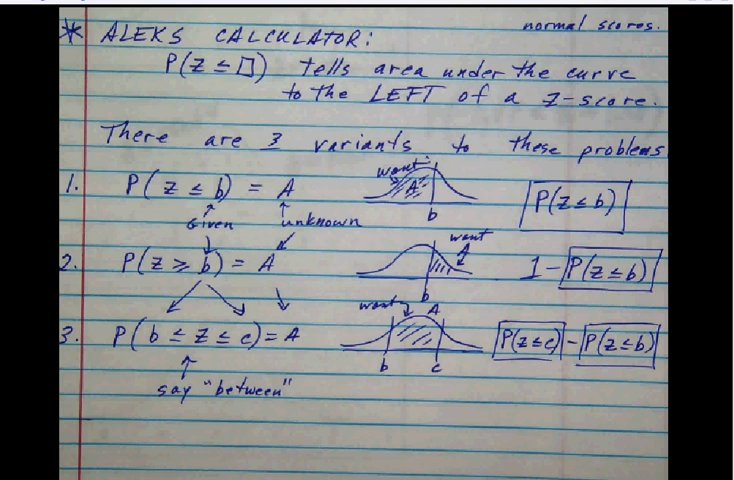 normal scores.
* ALEKS CALCULATOR:
P(Z ≤ □) tells area under the curve
to the LEFT of a Z-score.
There are 3 variants to these problems
1. P(Z ≤ b) = A want A b P(Z ≤ b)
Given unknown
2. P(Z ≥ b) = A want A b 1 - P(Z ≤ b)
3. P(b ≤ Z ≤ c) = A want A b c P(Z ≤ c) - P(Z ≤ b)
say "between"